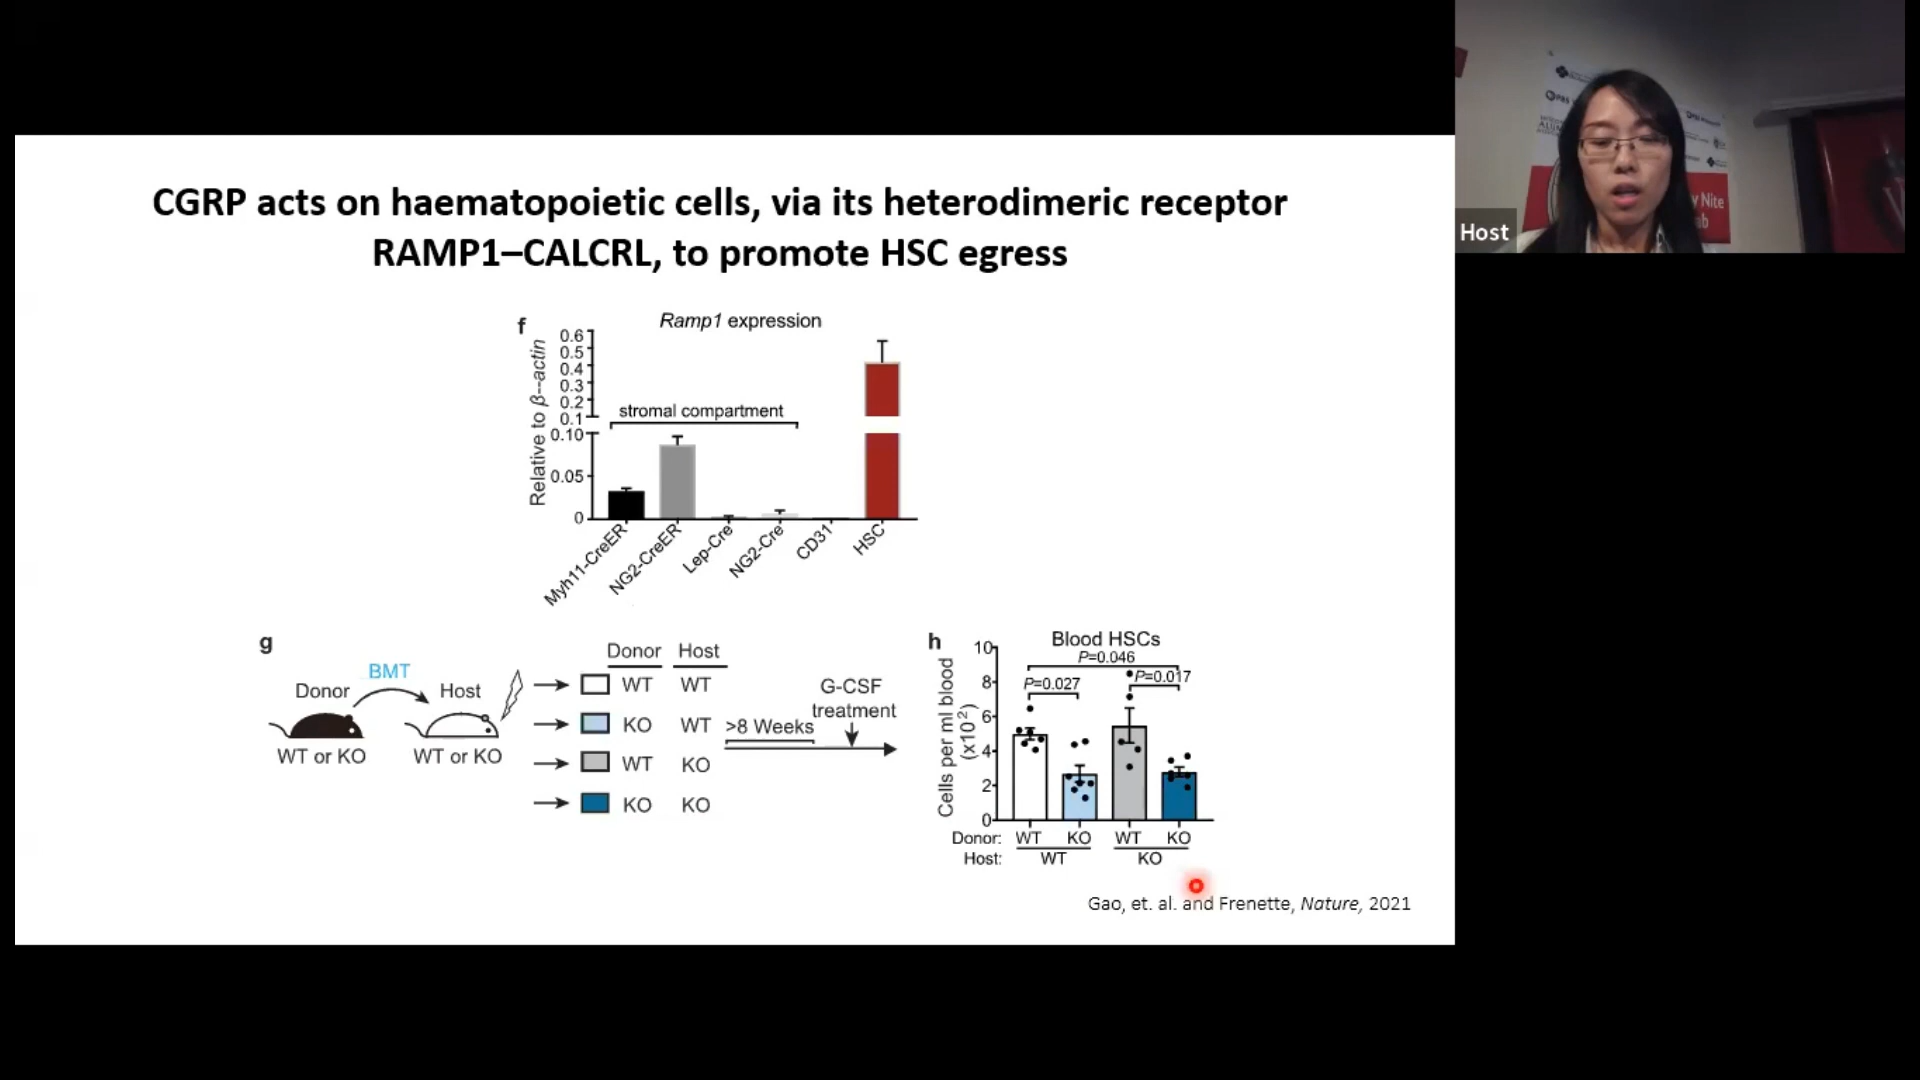 CGRP acts on haematopoietic cells, via its heterodimeric receptor
RAMP1–CALCRL, to promote HSC egress
f
Ramp1 expression
Relative to β--actin
0.6
0.5
0.4
0.3
0.2
0.1
0.10
0.05
0
stromal compartment
Myh11-CreER
NG2-CreER
Lep-Cre
NG2-Cre
CD31
HSC
g
BMT
Donor
Host
WT or KO
WT or KO
Donor Host
WT WT
KO WT
WT KO
KO KO
>8 Weeks
G-CSF
treatment
h
Blood HSCs
Cells per ml blood
(x10²)
10
8
6
4
2
0
P=0.046
P=0.027
P=0.017
Donor: WT KO WT KO
Host: WT KO
Gao, et. al. and Frenette, Nature, 2021
Host
PBS
y Nite
ab